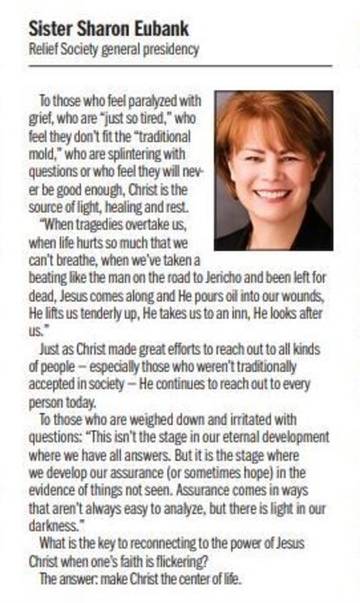 Sister Sharon Eubank
Relief Society general presidency
To those who feel paralyzed with
grief, who are “just so tired,” who
feel they don’t fit the “traditional
mold,” who are splintering with
questions or who feel they will nev-
er be good enough, Christ is the
source of light, healing and rest.
“When tragedies overtake us,
when life hurts so much that we
can’t breathe, when we’ve taken a
beating like the man on the road to Jericho and been left for
dead, Jesus comes along and He pours oil into our wounds,
He lifts us tenderly up, He takes us to an inn, He looks after
us.”
Just as Christ made great efforts to reach out to all kinds
of people — especially those who weren’t traditionally
accepted in society — He continues to reach out to every
person today.
To those who are weighed down and irritated with
questions: “This isn’t the stage in our eternal development
where we have all answers. But it is the stage where
we develop our assurance (or sometimes hope) in the
evidence of things not seen. Assurance comes in ways
that aren’t always easy to analyze, but there is light in our
darkness.”
What is the key to reconnecting to the power of Jesus
Christ when one’s faith is flickering?
The answer: make Christ the center of life.